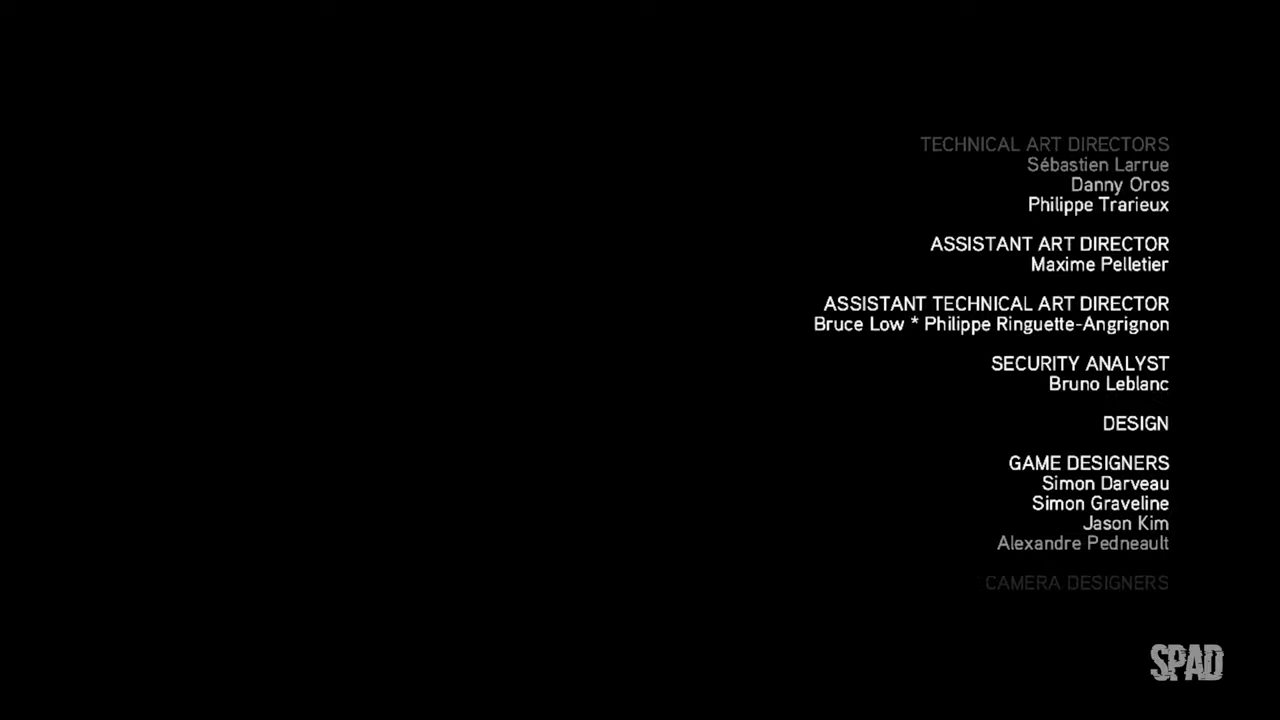 TECHNICAL ART DIRECTORS
Sébastien Larrue
Danny Oros
Philippe Trarieux
ASSISTANT ART DIRECTOR
Maxime Pelletier
ASSISTANT TECHNICAL ART DIRECTOR
Bruce Low * Philippe Ringuette-Angrignon
SECURITY ANALYST
Bruno Leblanc
DESIGN
GAME DESIGNERS
Simon Darveau
Simon Graveline
Jason Kim
Alexandre Pedneault
CAMERA DESIGNERS
SPAD